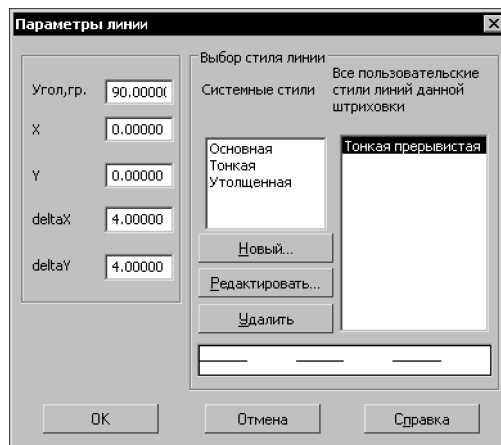 Параметры линии
Угол,гр. 90.0000(
X 0.00000
Y 0.00000
deltaX 4.00000
deltaY 4.00000
Выбор стиля линии
Системные стили
Основная
Тонкая
Утолщенная
Все пользовательские
стили линий данной
штриховки
Тонкая прерывистая
Новый...
Редактировать...
Удалить
OK
Отмена
Справка